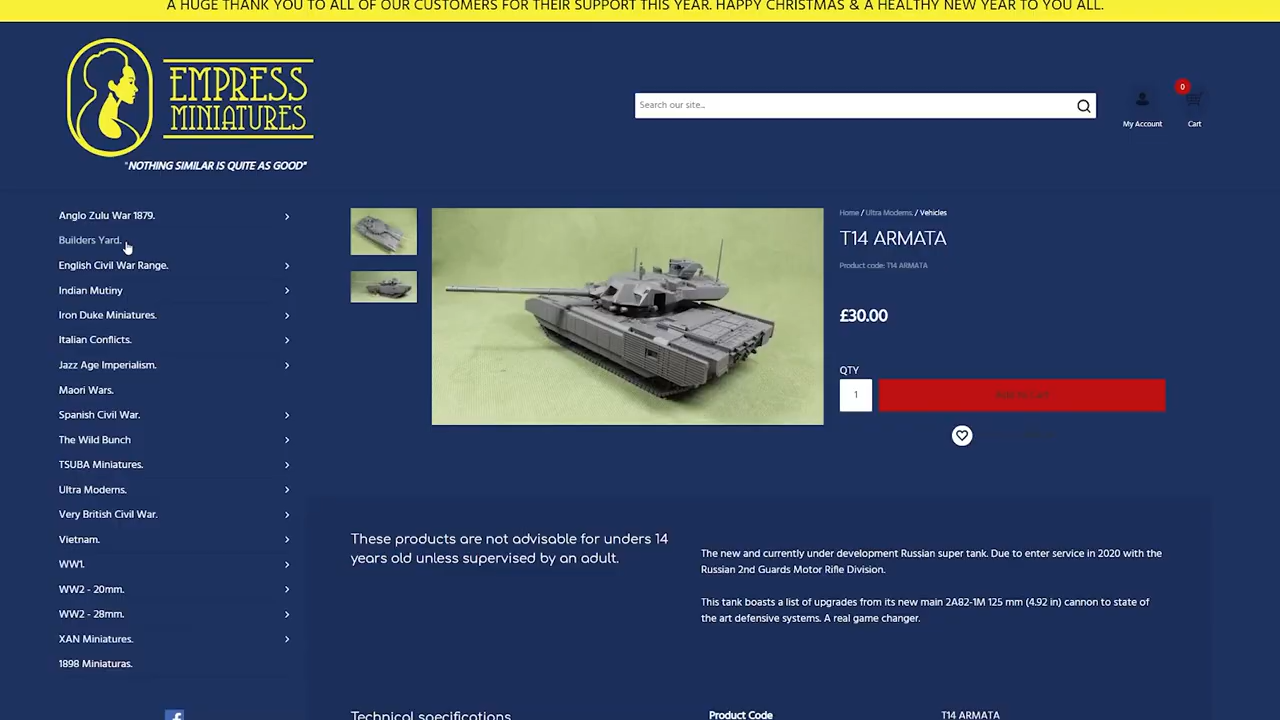 A HUGE THANK YOU TO ALL OF OUR CUSTOMERS FOR THEIR SUPPORT THIS YEAR. HAPPY CHRISTMAS & A HEALTHY NEW YEAR TO YOU ALL.
EMPRESS
MINIATURES
"NOTHING SIMILAR IS QUITE AS GOOD"
Search our site...
0
My Account
Cart
Anglo Zulu War 1879.
Builders Yard.
English Civil War Range.
Indian Mutiny
Iron Duke Miniatures.
Italian Conflicts.
Jazz Age Imperialism.
Maori Wars.
Spanish Civil War.
The Wild Bunch
TSUBA Miniatures.
Ultra Moderns.
Very British Civil War.
Vietnam.
WW1.
WW2 - 20mm.
WW2 - 28mm.
XAN Miniatures.
1898 Miniaturas.
Home / Ultra Moderns. / Vehicles
T14 ARMATA
Product code: T14 ARMATA
£30.00
QTY
1
Add to Cart
These products are not advisable for unders 14
years old unless supervised by an adult.
The new and currently under development Russian super tank. Due to enter service in 2020 with the
Russian 2nd Guards Motor Rifle Division.
This tank boasts a list of upgrades from its new main 2A82-1M 125 mm (4.92 in) cannon to state of
the art defensive systems. A real game changer.
Technical specifications
Product Code
T14 ARMATA